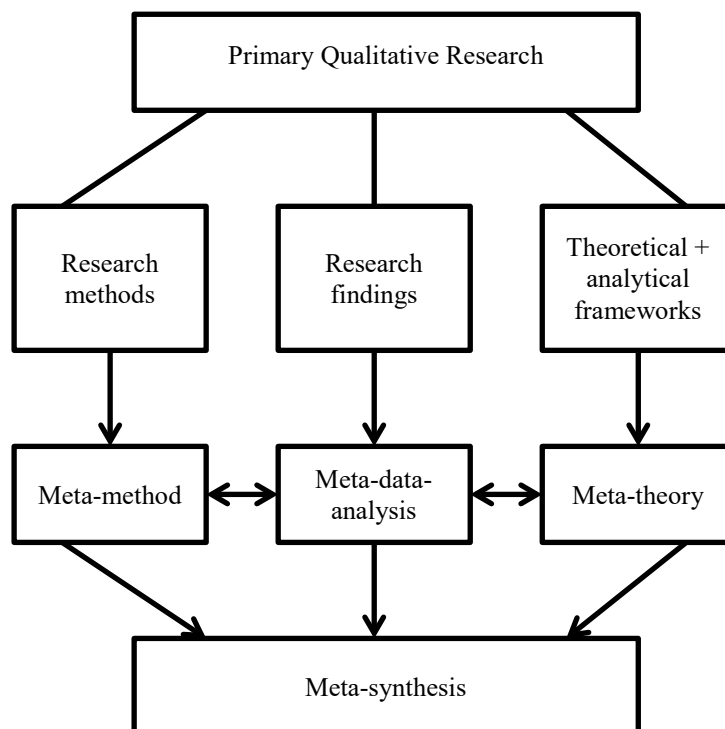 Primary Qualitative Research
Research
methods
Research
findings
Theoretical +
analytical
frameworks
Meta-method
Meta-data-
analysis
Meta-theory
Meta-synthesis